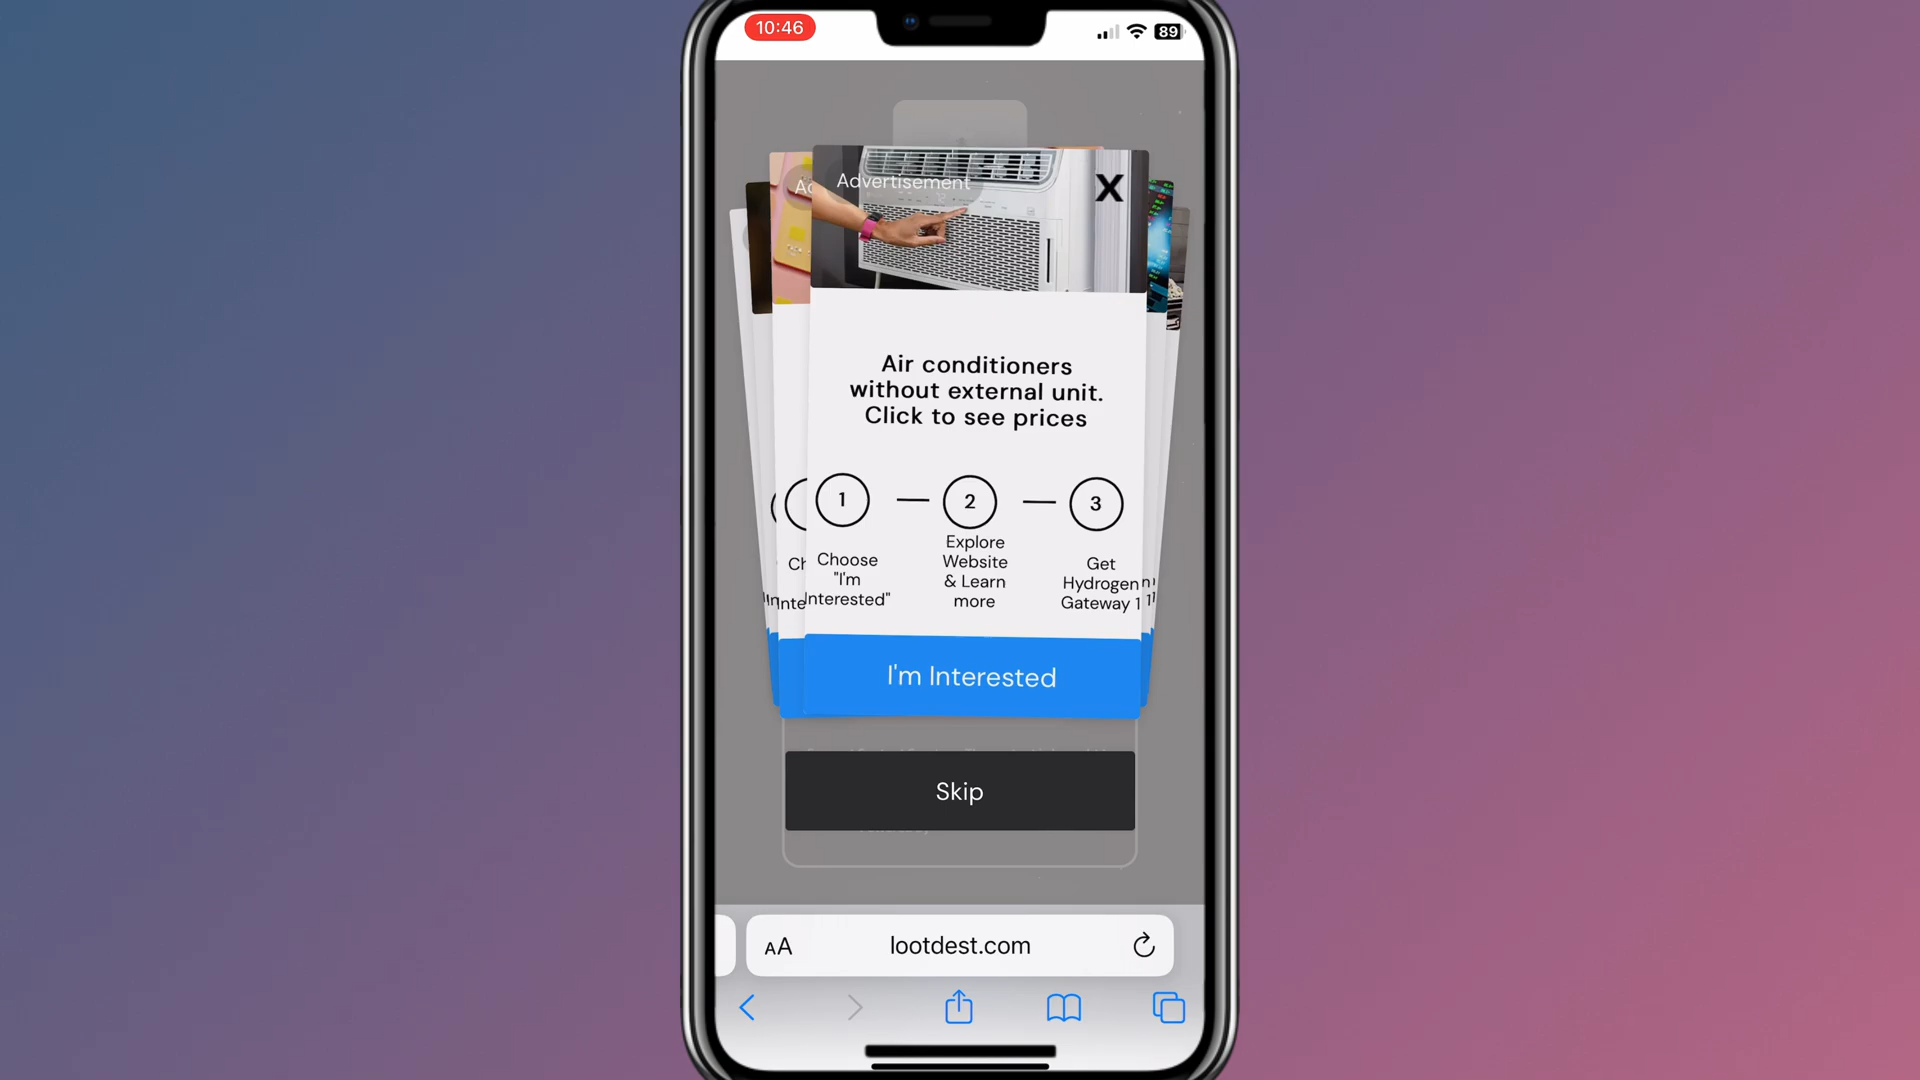 10:46
89
Advertisement
X
Air conditioners
without external unit.
Click to see prices
1
2
3
Choose
"I'm
Interested"
Explore
Website
& Learn
more
Get
Hydrogen
Gateway 1
I'm Interested
Skip
AA
lootdest.com